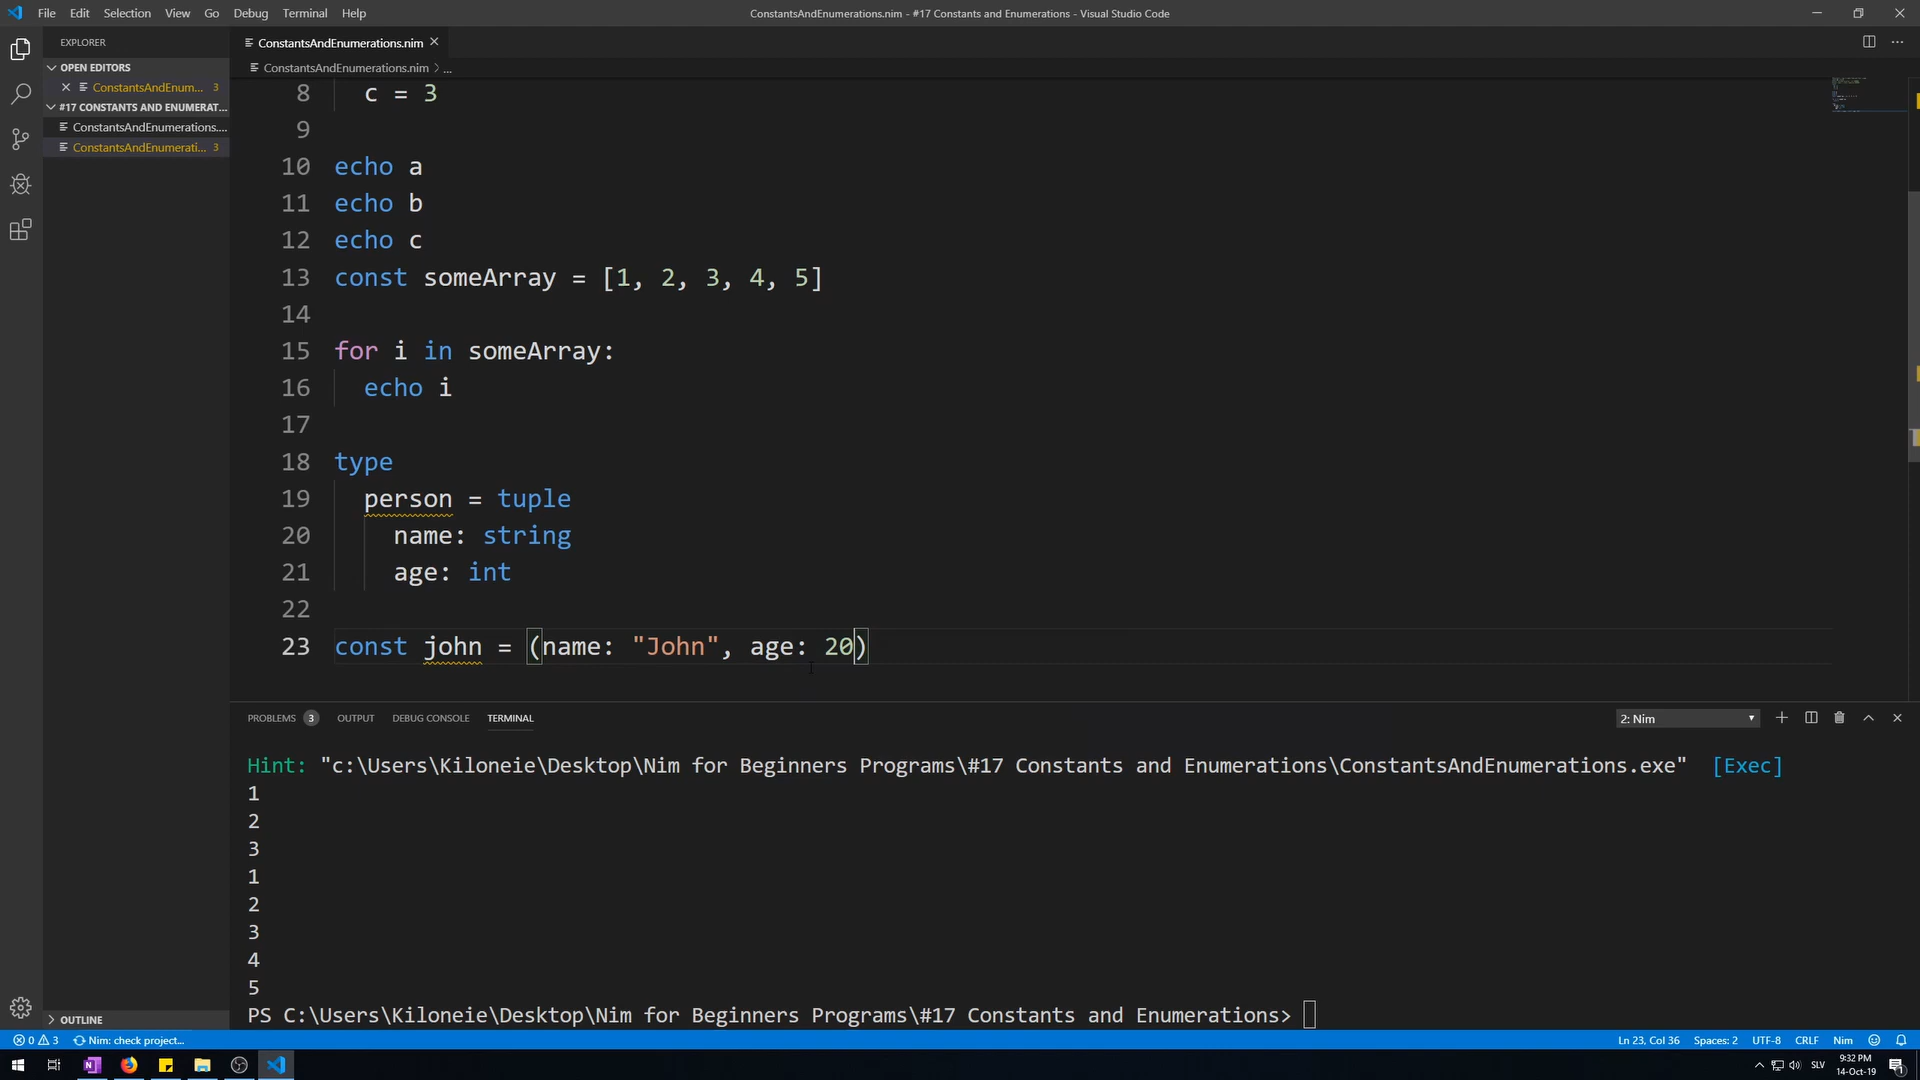 File Edit Selection View Go Debug Terminal Help
ConstantsAndEnumerations.nim - #17 Constants and Enumerations - Visual Studio Code
EXPLORER
OPEN EDITORS
ConstantsAndEnum... 3
#17 CONSTANTS AND ENUMERAT...
ConstantsAndEnumerations....
ConstantsAndEnumerati... 3
OUTLINE
ConstantsAndEnumerations.nim
ConstantsAndEnumerations.nim > ...
8 c = 3
9
10 echo a
11 echo b
12 echo c
13 const someArray = [1, 2, 3, 4, 5]
14
15 for i in someArray:
16 echo i
17
18 type
19 person = tuple
20 name: string
21 age: int
22
23 const john = (name: "John", age: 20)
PROBLEMS 3 OUTPUT DEBUG CONSOLE TERMINAL
2: Nim
Hint: "c:\Users\Kiloneie\Desktop\Nim for Beginners Programs\#17 Constants and Enumerations\ConstantsAndEnumerations.exe" [Exec]
1
2
3
1
2
3
4
5
PS C:\Users\Kiloneie\Desktop\Nim for Beginners Programs\#17 Constants and Enumerations>
0 3 Nim: check project...
Ln 23, Col 36 Spaces: 2 UTF-8 CRLF Nim
SLV
9:32 PM
14-Oct-19